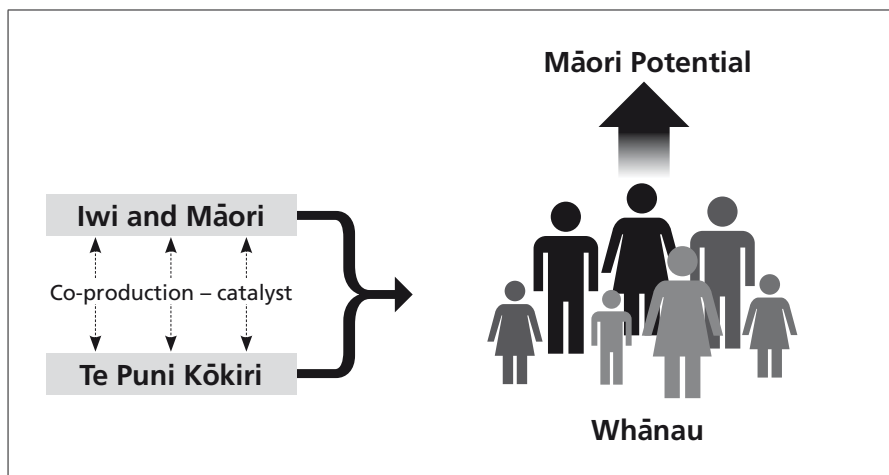 Māori Potential
Iwi and Māori
Co-production – catalyst
Te Puni Kōkiri
Whānau